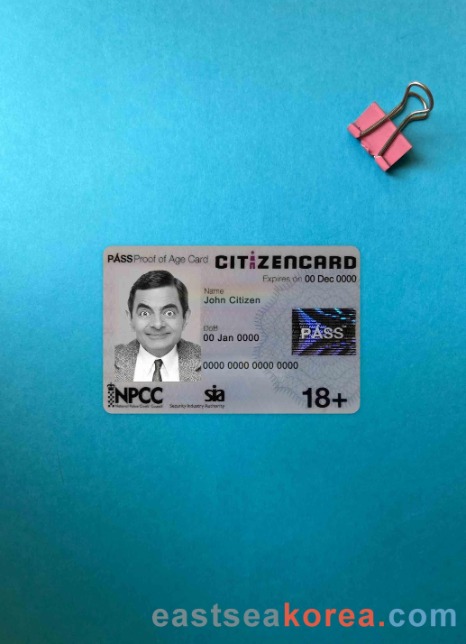 PASS Proof of Age Card CITiZENCARD
Expires on 00 Dec 0000
Name
John Citizen
DoB
00 Jan 0000
PASS
0000 0000 0000 0000
NPCC
National Police Chiefs' Council
sia
Security Industry Authority
18+
eastseakorea.com